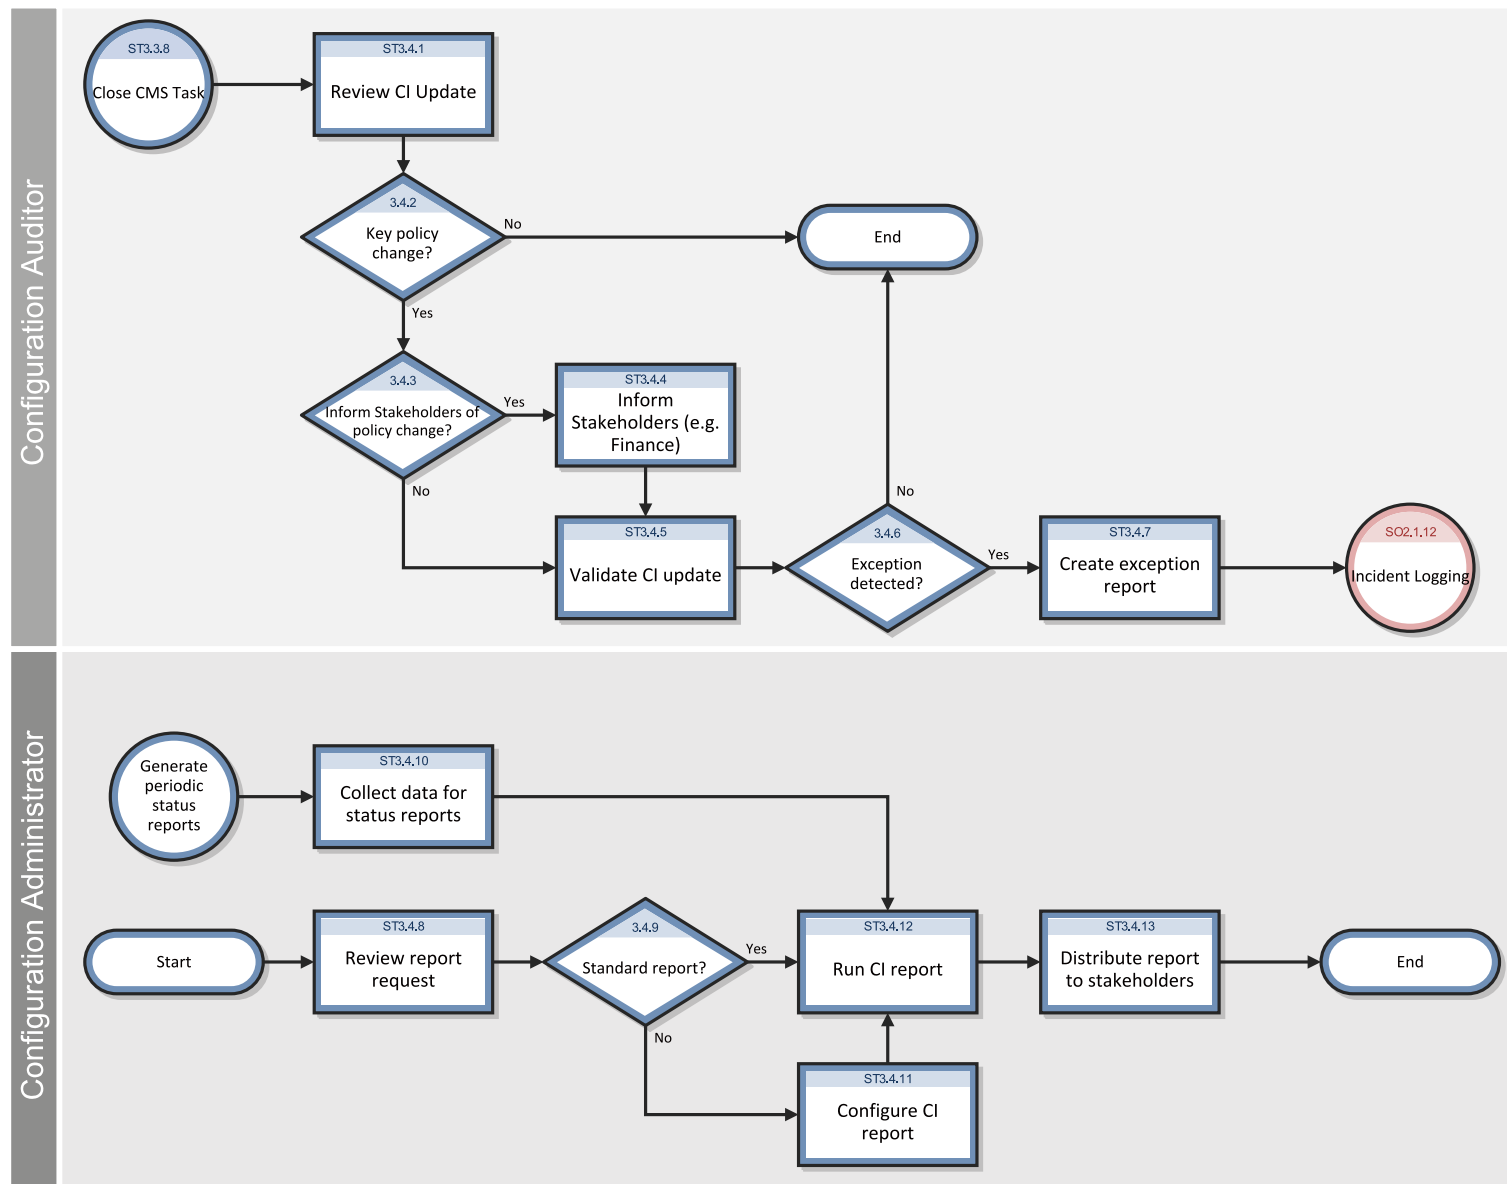 Configuration Auditor
ST3.3.8
Close CMS Task
ST3.4.1
Review CI Update
3.4.2
Key policy
change?
No
End
Yes
3.4.3
Inform Stakeholders of
policy change?
Yes
ST3.4.4
Inform
Stakeholders (e.g.
Finance)
No
ST3.4.5
Validate CI update
No
3.4.6
Exception
detected?
Yes
ST3.4.7
Create exception
report
SO2.1.12
Incident Logging
Configuration Administrator
Generate
periodic
status
reports
ST3.4.10
Collect data for
status reports
Start
ST3.4.8
Review report
request
3.4.9
Standard report?
Yes
ST3.4.12
Run CI report
ST3.4.13
Distribute report
to stakeholders
End
No
ST3.4.11
Configure CI
report